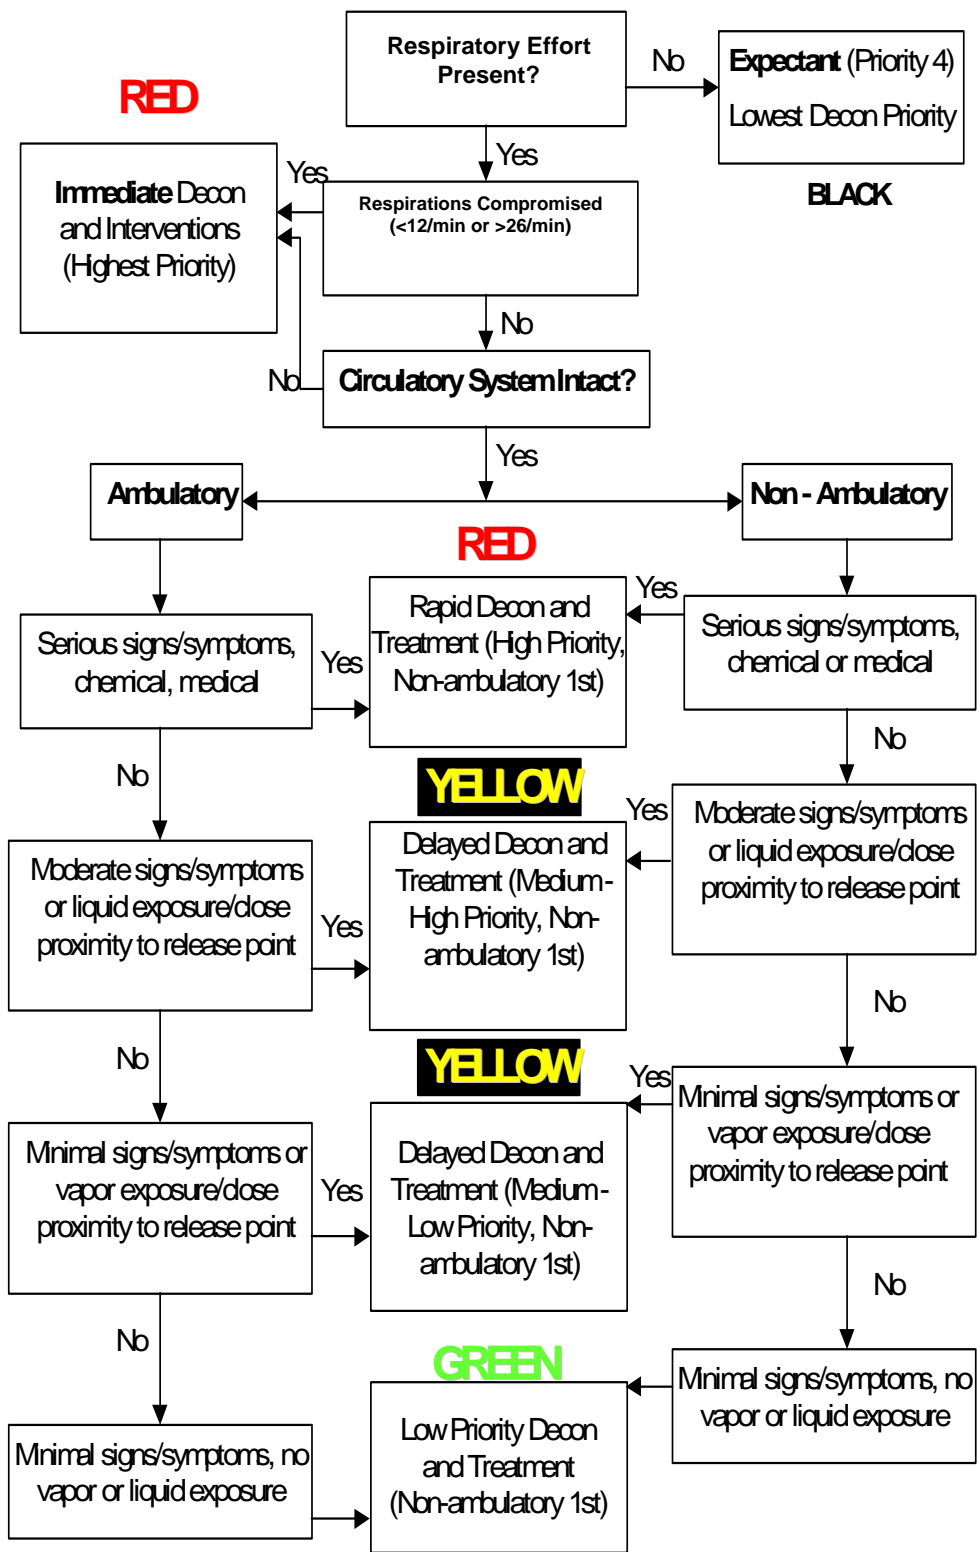 Respiratory Effort
Present?
No
Expectant (Priority 4)
Lowest Decon Priority
BLACK
RED
Yes
Immediate Decon
and Interventions
(Highest Priority)
Yes
Respirations Compromised
(<12/min or >26/min)
No
No
Circulatory System Intact?
Yes
Ambulatory
Non - Ambulatory
RED
Serious signs/symptoms,
chemical, medical
Yes
Rapid Decon and
Treatment (High Priority,
Non-ambulatory 1st)
Yes
Serious signs/symptoms,
chemical or medical
No
No
YELLOW
Moderate signs/symptoms
or liquid exposure/close
proximity to release point
Yes
Delayed Decon and
Treatment (Medium -
High Priority, Non-
ambulatory 1st)
Yes
Moderate signs/symptoms
or liquid exposure/close
proximity to release point
No
No
YELLOW
Minimal signs/symptoms or
vapor exposure/close
proximity to release point
Yes
Delayed Decon and
Treatment (Medium -
Low Priority, Non-
ambulatory 1st)
Yes
Minimal signs/symptoms or
vapor exposure/close
proximity to release point
No
No
GREEN
Minimal signs/symptoms, no
vapor or liquid exposure
Low Priority Decon
and Treatment
(Non-ambulatory 1st)
Minimal signs/symptoms, no
vapor or liquid exposure